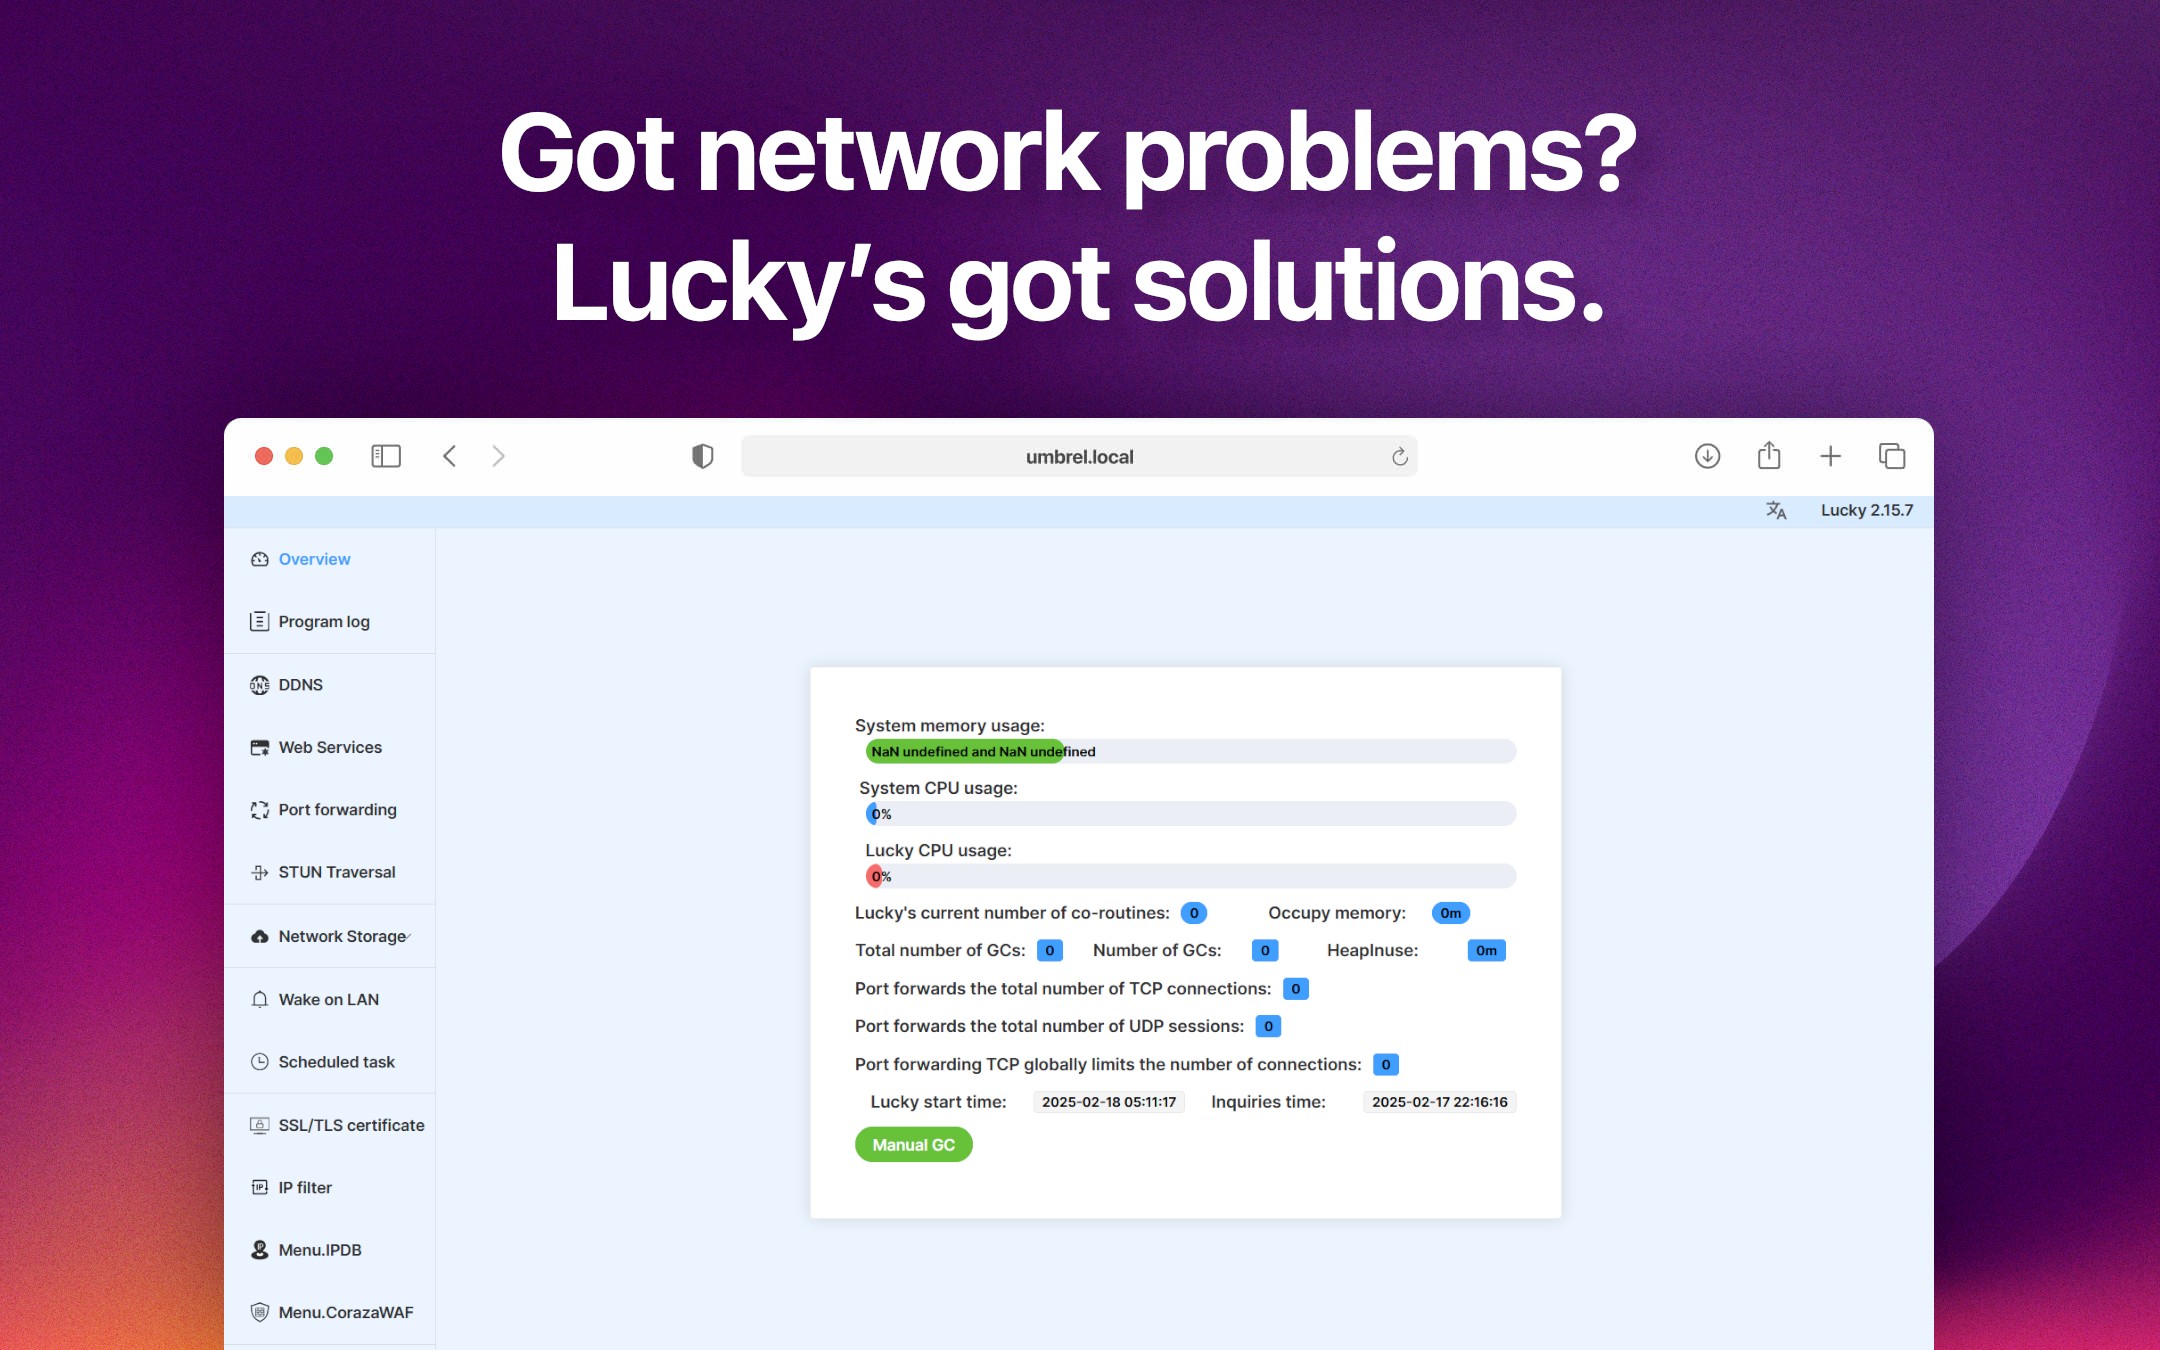 Got network problems?
Lucky’s got solutions.
umbrel.local
Lucky 2.15.7
Overview
Program log
DDNS
Web Services
Port forwarding
STUN Traversal
Network Storage
Wake on LAN
Scheduled task
SSL/TLS certificate
IP filter
Menu.IPDB
Menu.CorazaWAF
System memory usage:
NaN undefined and NaN undefined
System CPU usage:
0%
Lucky CPU usage:
0%
Lucky's current number of co-routines: 0 Occupy memory: 0m
Total number of GCs: 0 Number of GCs: 0 HeapInuse: 0m
Port forwards the total number of TCP connections: 0
Port forwards the total number of UDP sessions: 0
Port forwarding TCP globally limits the number of connections: 0
Lucky start time: 2025-02-18 05:11:17 Inquiries time: 2025-02-17 22:16:16
Manual GC